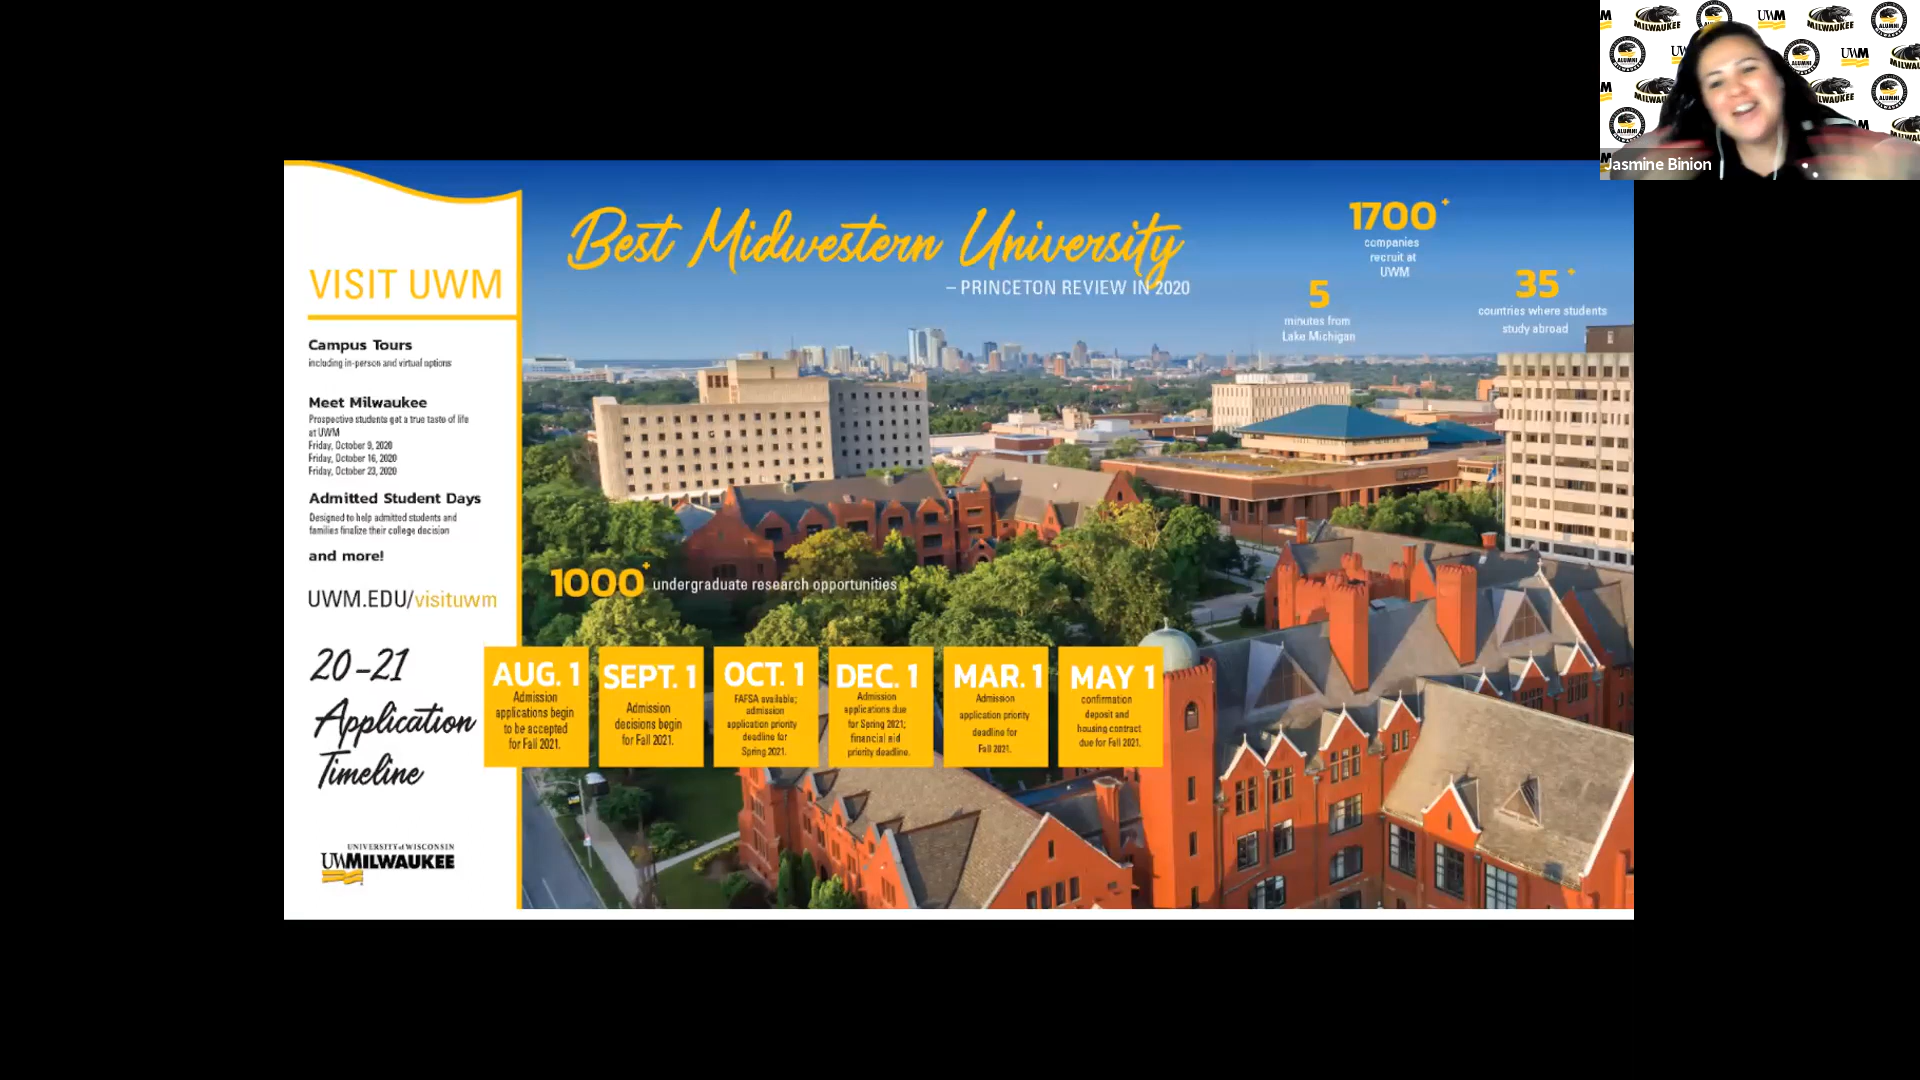 VISIT UWM
Campus Tours
including in-person and virtual options
Meet Milwaukee
Prospective students get a true taste of life
at UWM
Friday, October 9, 2020
Friday, October 16, 2020
Friday, October 23, 2020
Admitted Student Days
Designed to help admitted students and
families finalize their college decision
and more!
UWM.EDU/visituwm
20-21
Application
Timeline
UNIVERSITY of WISCONSIN
UWMILWAUKEE
Best Midwestern University
– PRINCETON REVIEW IN 2020
1700+
companies
recruit at
UWM
5
minutes from
Lake Michigan
35+
countries where students
study abroad
1000+ undergraduate research opportunities
AUG. 1
Admission
applications begin
to be accepted
for Fall 2021.
SEPT. 1
Admission
decisions begin
for Fall 2021.
OCT. 1
FAFSA available;
admission
application priority
deadline for
Spring 2021.
DEC. 1
Admission
applications due
for Spring 2021;
financial aid
priority deadline.
MAR. 1
Admission
application priority
deadline for
Fall 2021.
MAY 1
confirmation
deposit and
housing contract
due for Fall 2021.
MILWAUKEE
UWM
MILWAUKEE
ALUMNI
ALUMNI
UWM
ALUMNI
Jasmine Binion